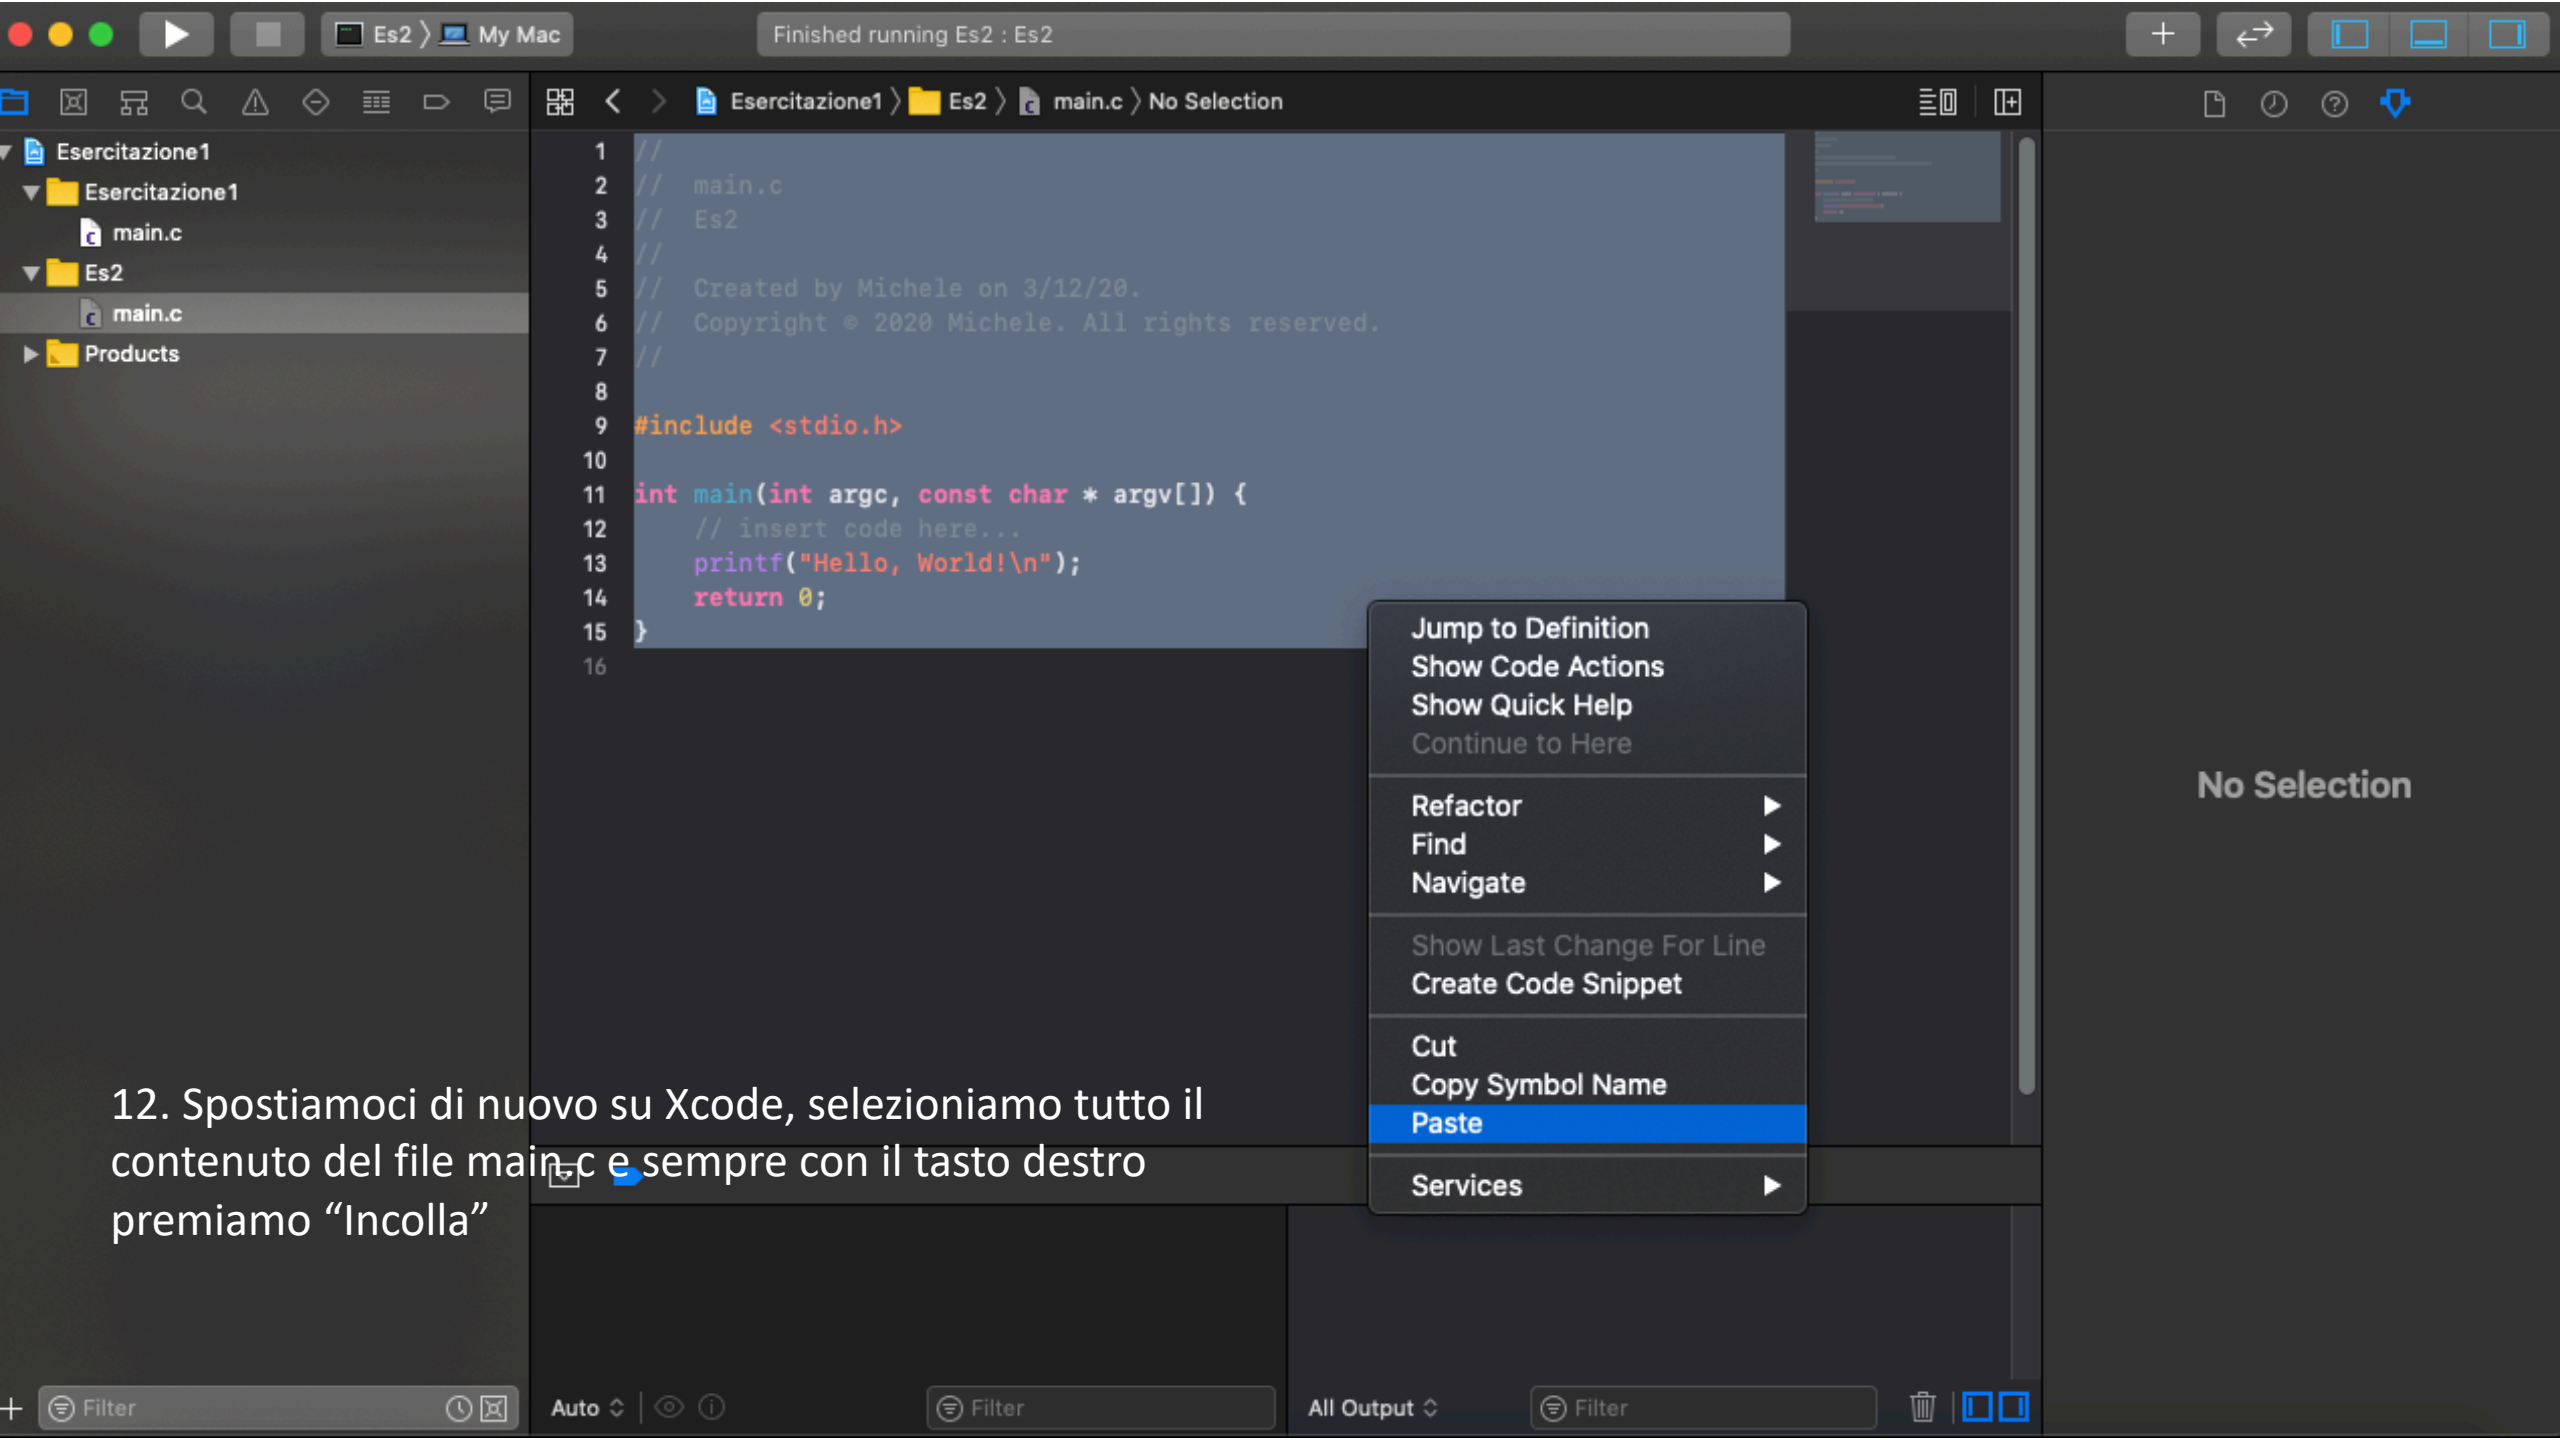 Es2 〉 My Mac
Finished running Es2 : Es2
Esercitazione1 〉 Es2 〉 main.c 〉 No Selection
Esercitazione1
Esercitazione1
main.c
Es2
main.c
Products
1 //
2 //  main.c
3 //  Es2
4 //
5 //  Created by Michele on 3/12/20.
6 //  Copyright © 2020 Michele. All rights reserved.
7 //
8
9 #include <stdio.h>
10
11 int main(int argc, const char * argv[]) {
12     // insert code here...
13     printf("Hello, World!\n");
14     return 0;
15 }
16
Jump to Definition
Show Code Actions
Show Quick Help
Continue to Here
Refactor
Find
Navigate
Show Last Change For Line
Create Code Snippet
Cut
Copy Symbol Name
Paste
Services
No Selection
12. Spostiamoci di nuovo su Xcode, selezioniamo tutto il
contenuto del file main.c e sempre con il tasto destro
premiamo “Incolla”
Filter
Auto
Filter
All Output
Filter